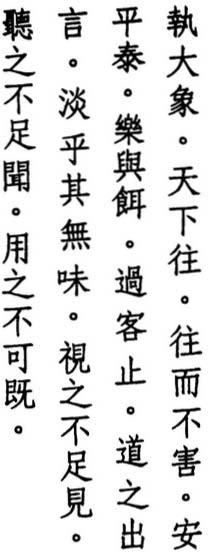 執大象。天下往。往而不害。安
平泰。樂與餌。過客止。道之出
言。淡乎其無味。視之不足見。
聽之不足聞。用之不可既。